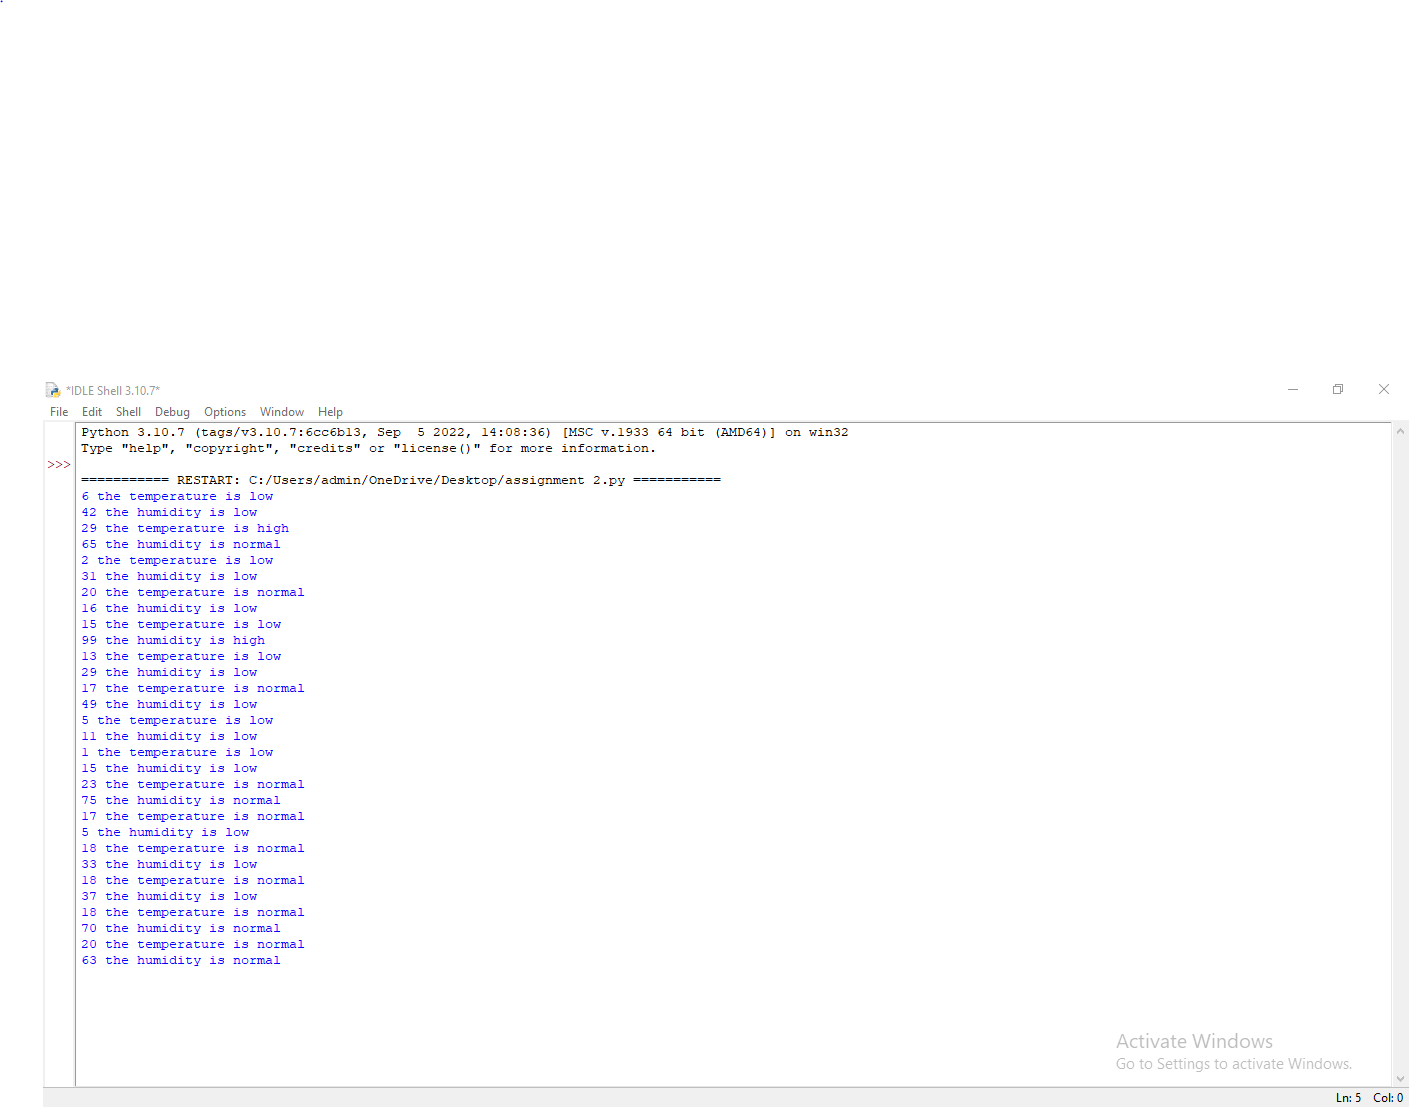 *IDLE Shell 3.10.7*
File Edit Shell Debug Options Window Help
Python 3.10.7 (tags/v3.10.7:6cc6b13, Sep  5 2022, 14:08:36) [MSC v.1933 64 bit (AMD64)] on win32
Type "help", "copyright", "credits" or "license()" for more information.
>>>
=========== RESTART: C:/Users/admin/OneDrive/Desktop/assignment 2.py ===========
6 the temperature is low
42 the humidity is low
29 the temperature is high
65 the humidity is normal
2 the temperature is low
31 the humidity is low
20 the temperature is normal
16 the humidity is low
15 the temperature is low
99 the humidity is high
13 the temperature is low
29 the humidity is low
17 the temperature is normal
49 the humidity is low
5 the temperature is low
11 the humidity is low
1 the temperature is low
15 the humidity is low
23 the temperature is normal
75 the humidity is normal
17 the temperature is normal
5 the humidity is low
18 the temperature is normal
33 the humidity is low
18 the temperature is normal
37 the humidity is low
18 the temperature is normal
70 the humidity is normal
20 the temperature is normal
63 the humidity is normal
Activate Windows
Go to Settings to activate Windows.
Ln: 5 Col: 0